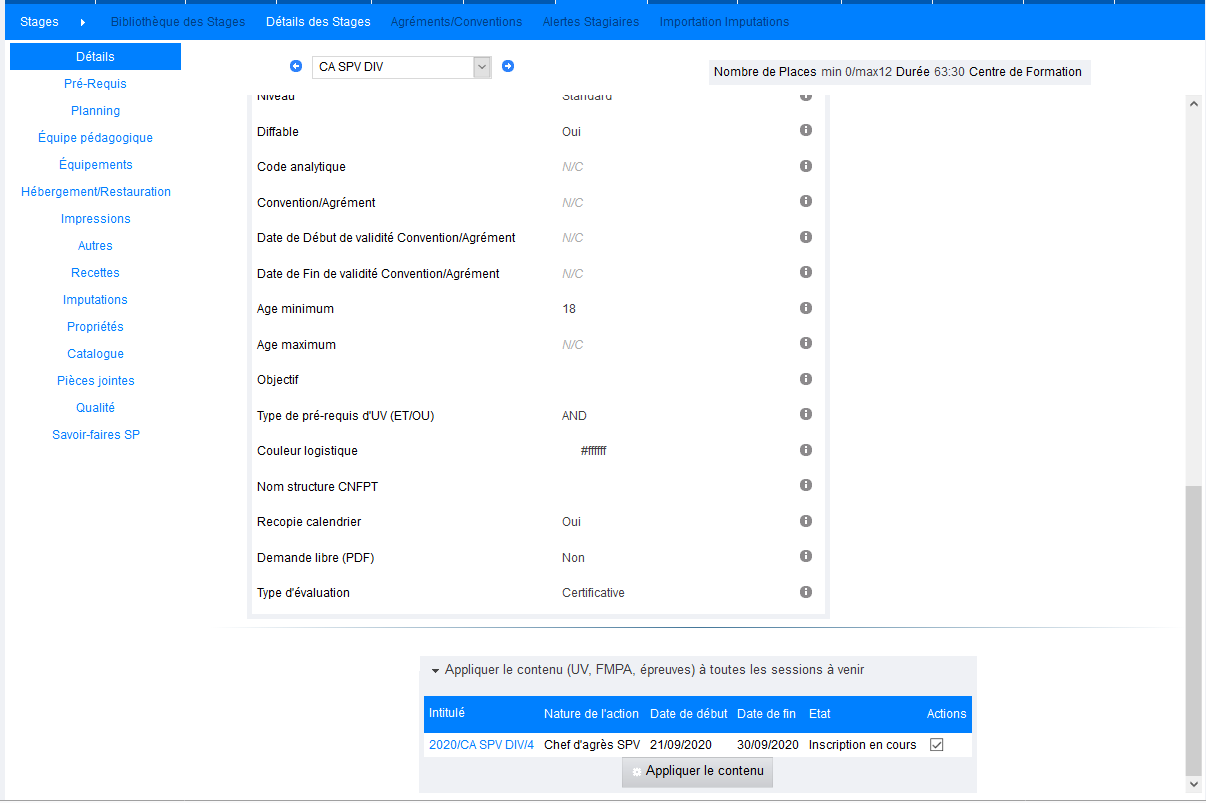 Stages Bibliothèque des Stages Détails des Stages Agréments/Conventions Alertes Stagiaires Importation Imputations
Détails
Pré-Requis
Planning
Équipe pédagogique
Équipements
Hébergement/Restauration
Impressions
Autres
Recettes
Imputations
Propriétés
Catalogue
Pièces jointes
Qualité
Savoir-faires SP
CA SPV DIV
Nombre de Places min 0/max12 Durée 63:30 Centre de Formation
Niveau Standard
Diffable Oui
Code analytique N/C
Convention/Agrément N/C
Date de Début de validité Convention/Agrément N/C
Date de Fin de validité Convention/Agrément N/C
Age minimum 18
Age maximum N/C
Objectif
Type de pré-requis d'UV (ET/OU) AND
Couleur logistique #ffffff
Nom structure CNFPT
Recopie calendrier Oui
Demande libre (PDF) Non
Type d'évaluation Certificative
Appliquer le contenu (UV, FMPA, épreuves) à toutes les sessions à venir
Intitulé Nature de l'action Date de début Date de fin Etat Actions
2020/CA SPV DIV/4 Chef d'agrès SPV 21/09/2020 30/09/2020 Inscription en cours
Appliquer le contenu